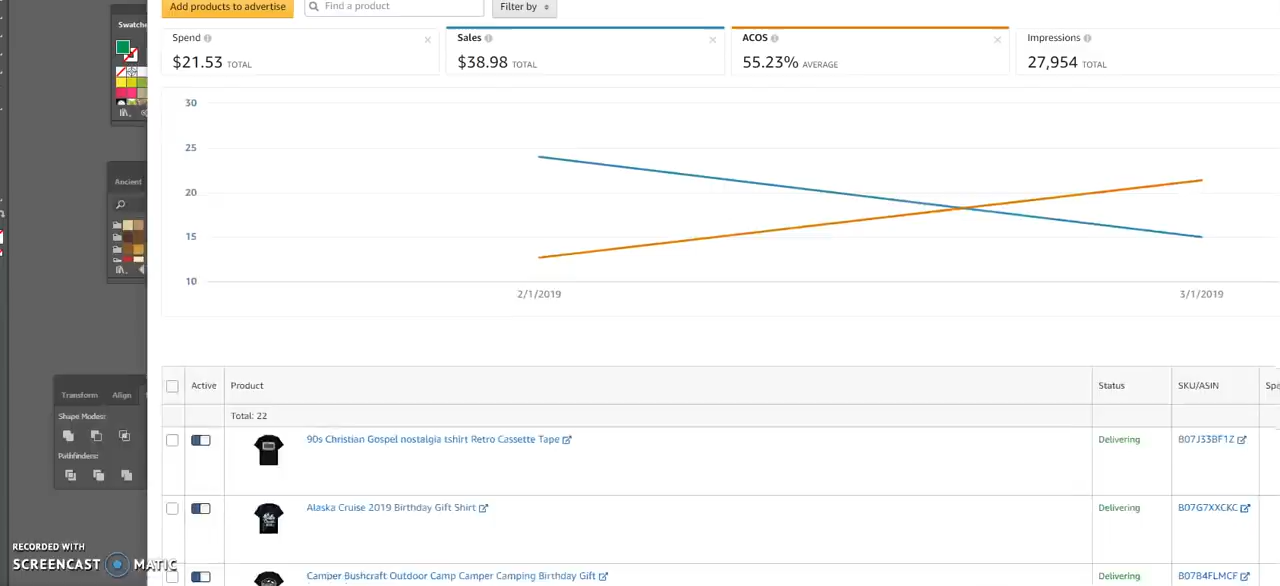 Add products to advertise
Find a product
Filter by
Swatche
Spend
Sales
ACOS
Impressions
$21.53 TOTAL
$38.98 TOTAL
55.23% AVERAGE
27,954 TOTAL
30
25
20
15
10
2/1/2019
3/1/2019
Ancient
Transform Align
Shape Modes:
Pathfinders:
Active
Product
Status
SKU/ASIN
Spe
Total: 22
90s Christian Gospel nostalgia tshirt Retro Cassette Tape
Delivering
B07J33BF1Z
Alaska Cruise 2019 Birthday Gift Shirt
Delivering
B07G7XXCKC
Camper Bushcraft Outdoor Camp Camper Camping Birthday Gift
Delivering
B07B4FLMCF
RECORDED WITH
SCREENCAST MATIC